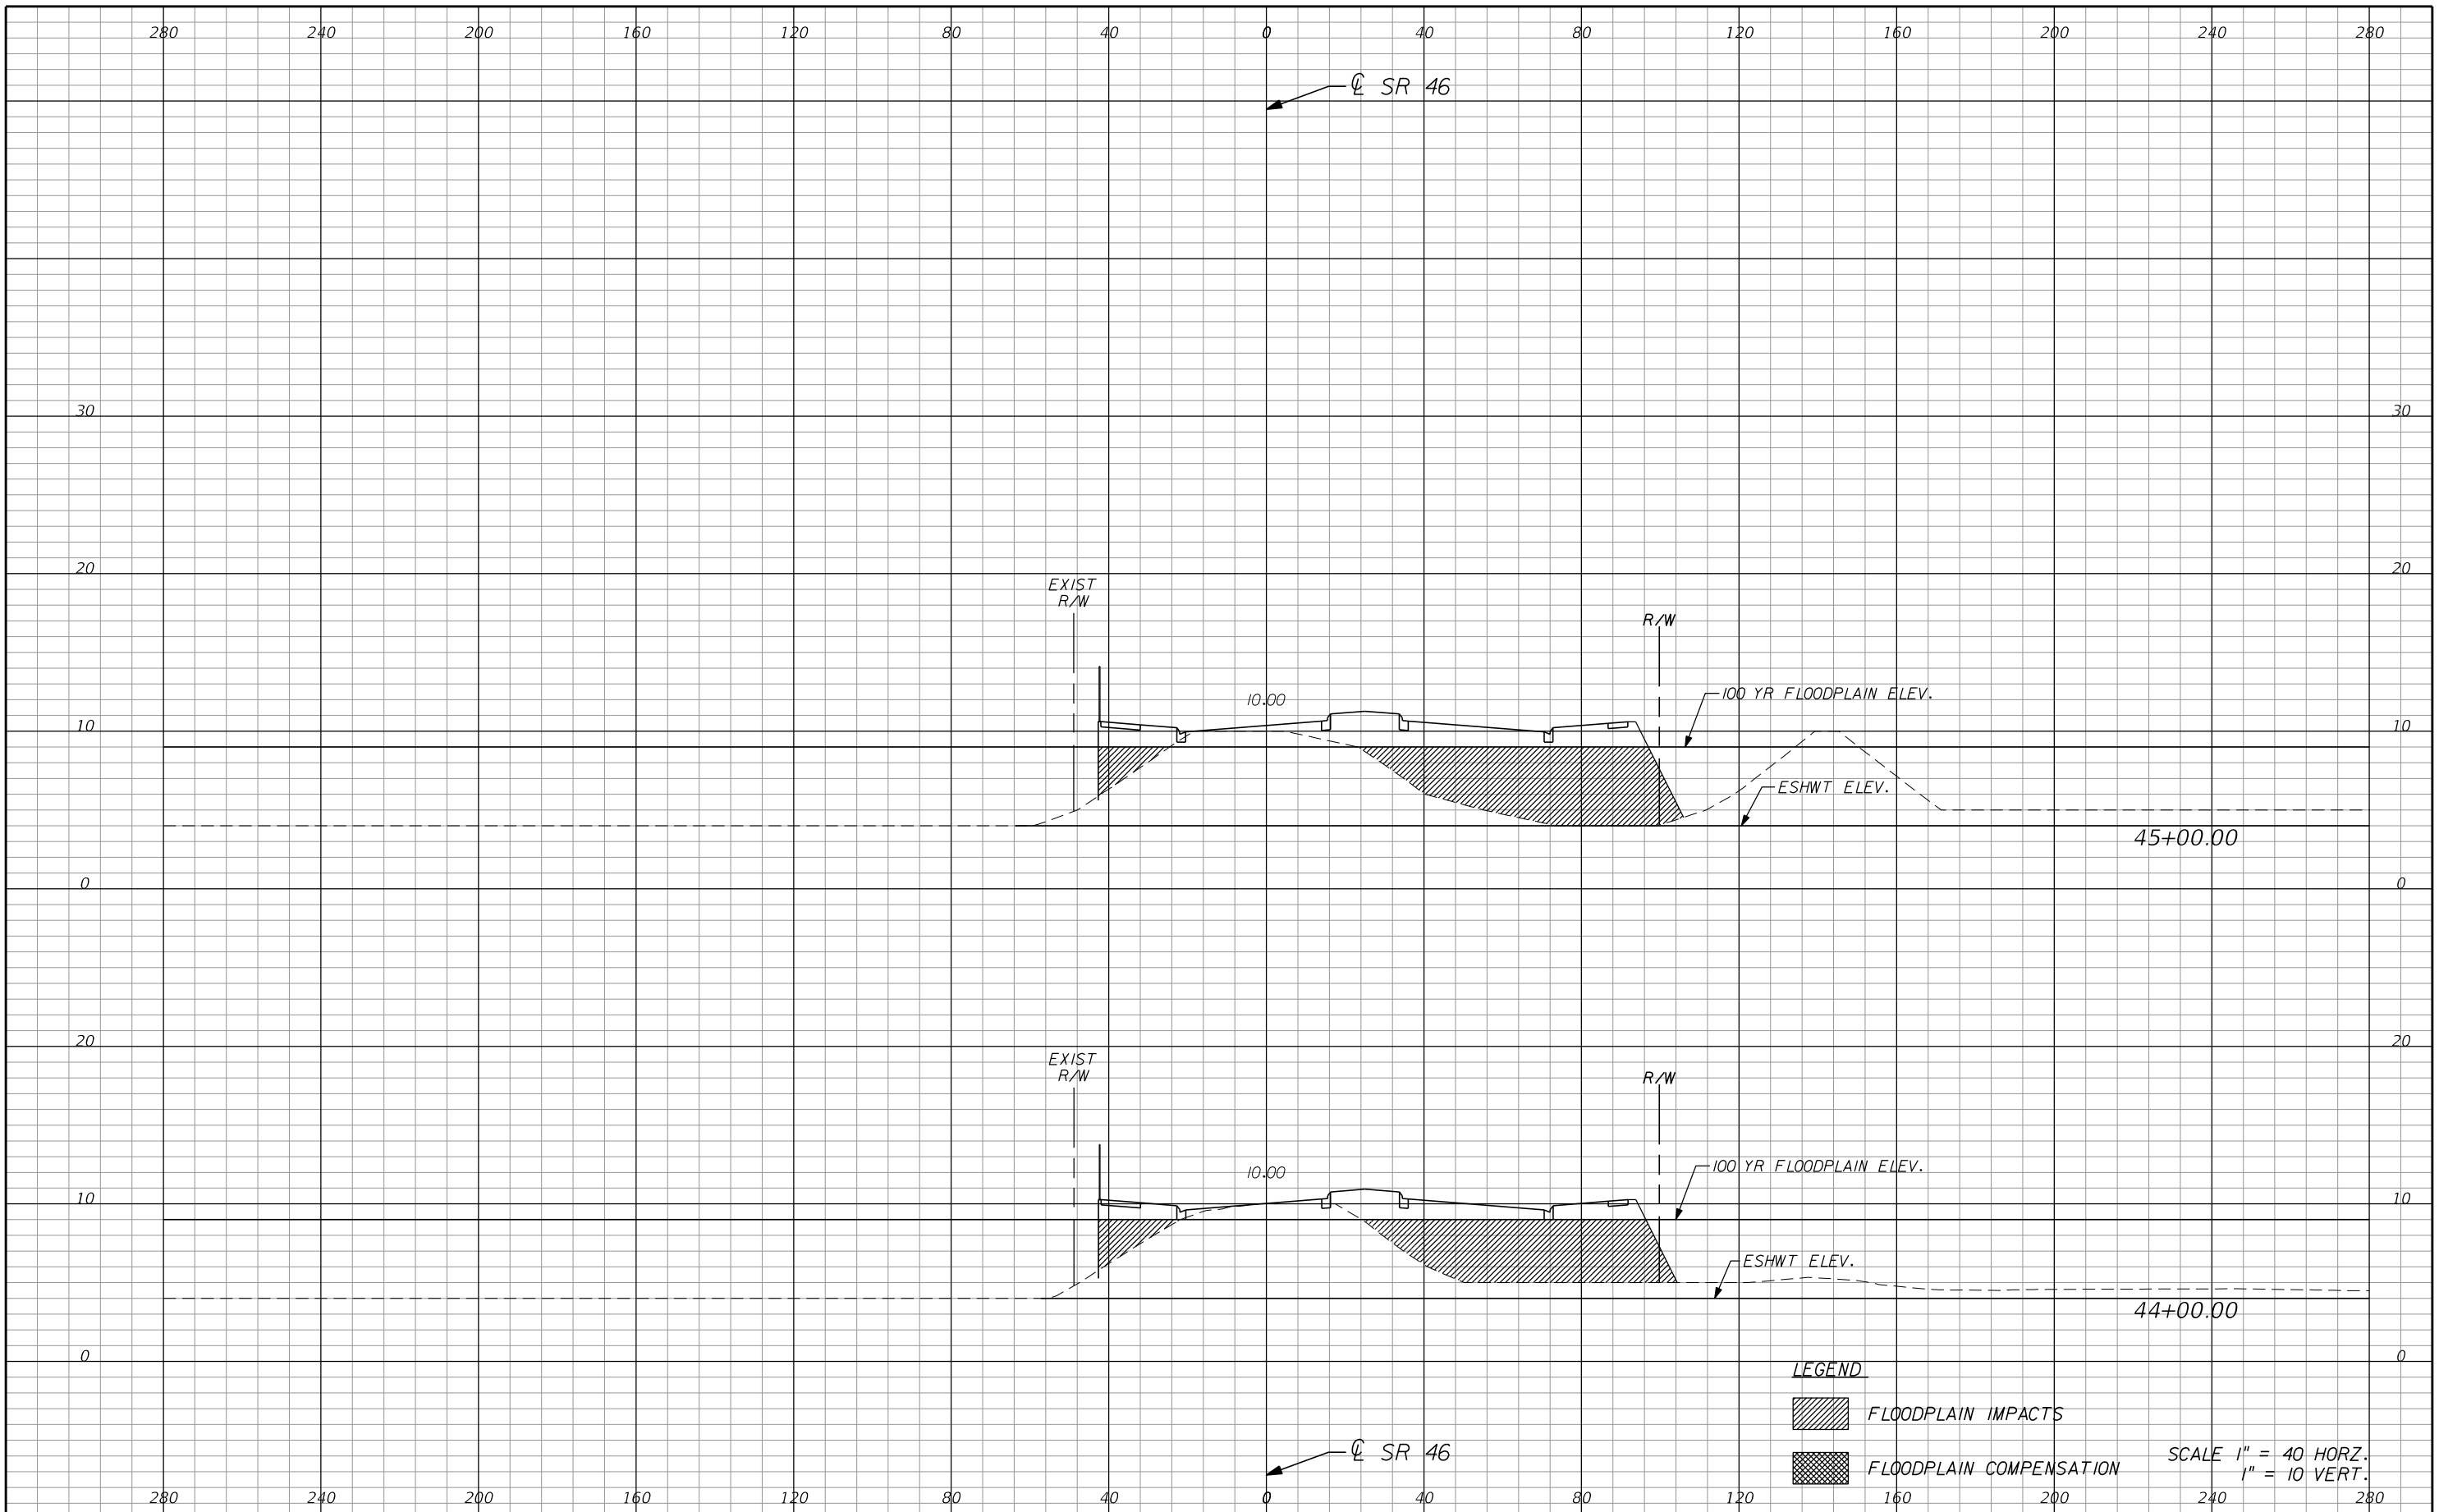 280 240 200 160 120 80 40 0 40 80 120 160 200 240 280
℄ SR 46
30 30
20 20
EXIST
R/W
R/W
100 YR FLOODPLAIN ELEV.
10.00
10 10
ESHWT ELEV.
45+00.00
0 0
20 20
EXIST
R/W
R/W
100 YR FLOODPLAIN ELEV.
10.00
10 10
ESHWT ELEV.
44+00.00
0 0
LEGEND
FLOODPLAIN IMPACTS
FLOODPLAIN COMPENSATION
℄ SR 46
SCALE 1" = 40 HORZ.
1" = 10 VERT.
280 240 200 160 120 80 40 0 40 80 120 160 200 240 280